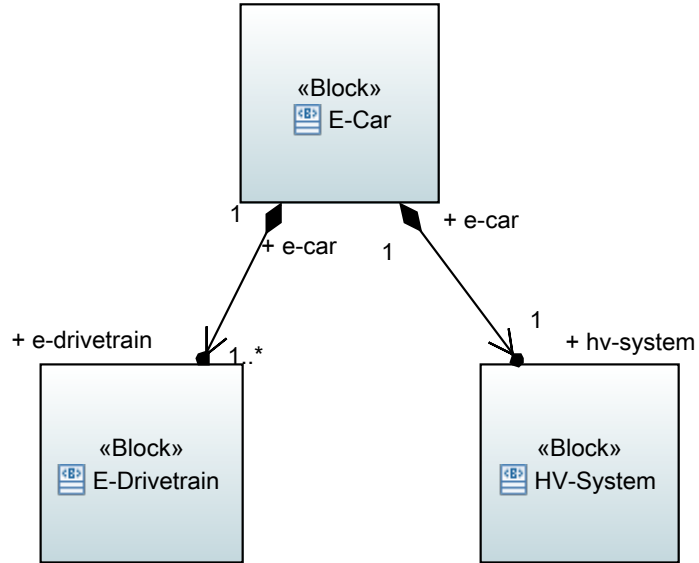 «Block»
<B> E-Car
1
+ e-car
+ e-car
1
+ e-drivetrain
1..*
1
+ hv-system
«Block»
<B> E-Drivetrain
«Block»
<B> HV-System